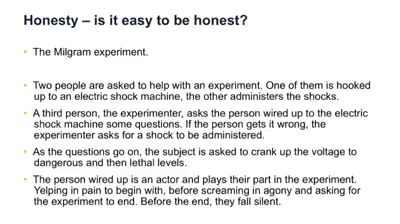 Honesty – is it easy to be honest?
• The Milgram experiment.
• Two people are asked to help with an experiment. One of them is hooked
up to an electric shock machine, the other administers the shocks.
• A third person, the experimenter, asks the person wired up to the electric
shock machine some questions. If the person gets it wrong, the
experimenter asks for a shock to be administered.
• As the questions go on, the subject is asked to crank up the voltage to
dangerous and then lethal levels.
• The person wired up is an actor and plays their part in the experiment.
Yelping in pain to begin with, before screaming in agony and asking for
the experiment to end. Before the end, they fall silent.